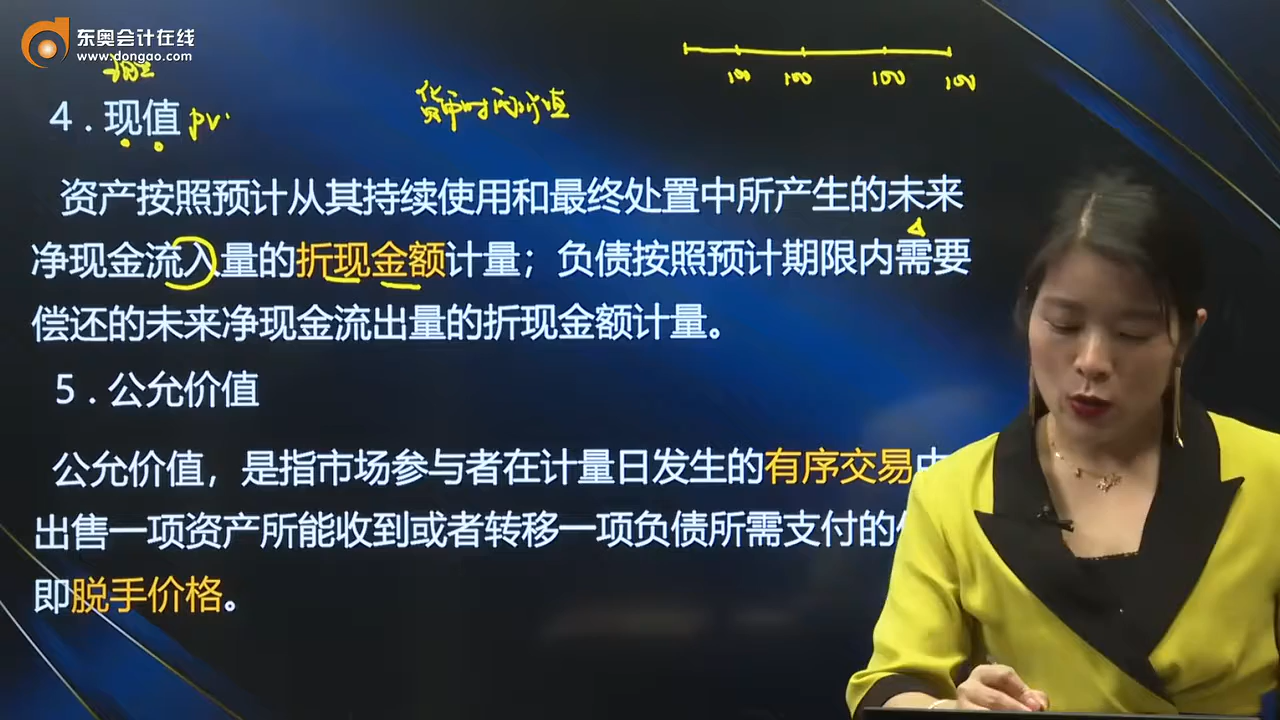 东奥会计在线
www.dongao.com
100 100 100 100
4.现值 pv
货币时间价值
资产按照预计从其持续使用和最终处置中所产生的未来
净现金流入量的折现金额计量；负债按照预计期限内需要
偿还的未来净现金流出量的折现金额计量。
5.公允价值
公允价值，是指市场参与者在计量日发生的有序交易中
出售一项资产所能收到或者转移一项负债所需支付的
即脱手价格。